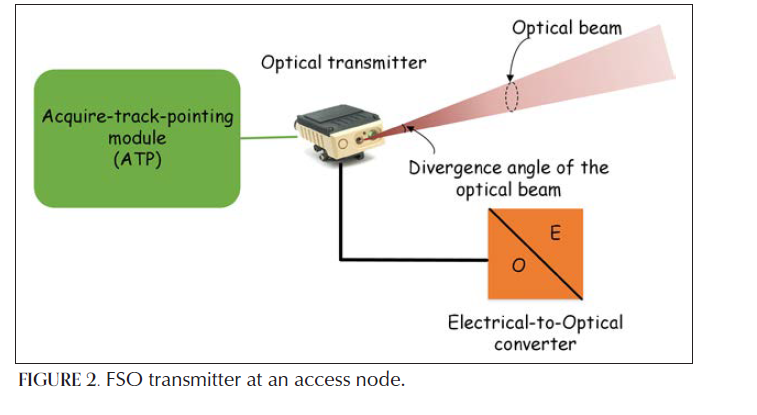 Optical beam
Optical transmitter
Acquire-track-pointing
module
(ATP)
Divergence angle of the
optical beam
E
O
Electrical-to-Optical
converter
FIGURE 2. FSO transmitter at an access node.